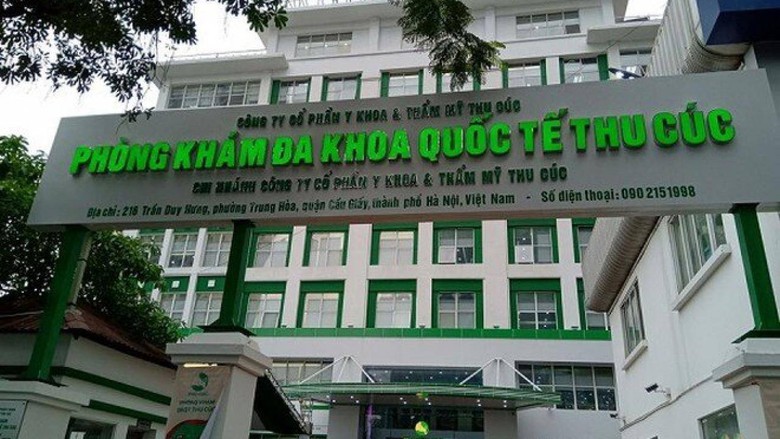 CÔNG TY CỔ PHẦN Y KHOA & THẨM MỸ THU CÚC
PHÒNG KHÁM ĐA KHOA QUỐC TẾ THU CÚC
CHI NHÁNH CÔNG TY CỔ PHẦN Y KHOA & THẨM MỸ THU CÚC
Địa chỉ : 216 Trần Duy Hưng, phường Trung Hòa, quận Cầu Giấy, thành phố Hà Nội, Việt Nam - Số điện thoại : 090 2151998